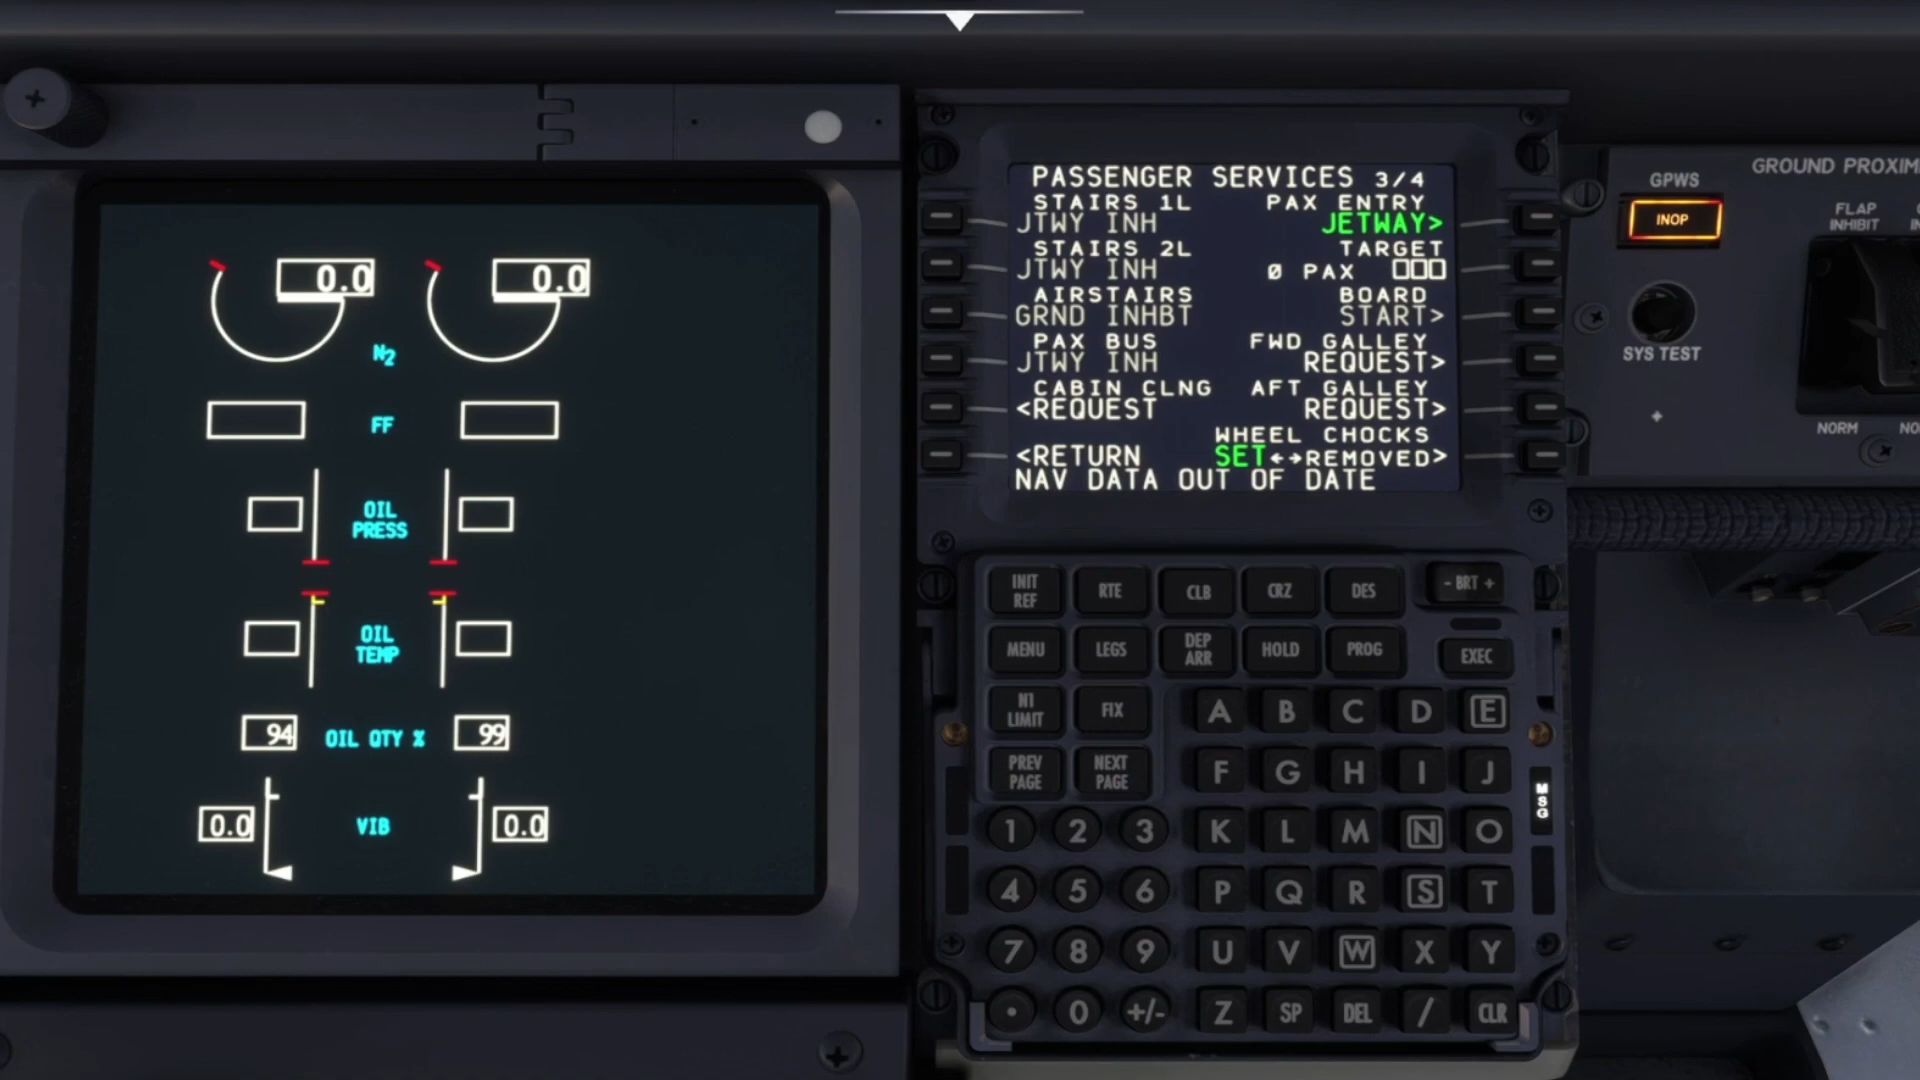 0.0 0.0
N2
FF
OIL
PRESS
OIL
TEMP
94 OIL QTY % 99
0.0 VIB 0.0
PASSENGER SERVICES 3/4
STAIRS 1L PAX ENTRY
JTWY INH JETWAY>
STAIRS 2L TARGET
JTWY INH 0 PAX □□□
AIRSTAIRS BOARD
GRND INHBT START>
PAX BUS FWD GALLEY
JTWY INH REQUEST>
CABIN CLNG AFT GALLEY
<REQUEST REQUEST>
WHEEL CHOCKS
<RETURN SET←→REMOVED>
NAV DATA OUT OF DATE
INIT
REF
RTE
CLB
CRZ
DES
- BRT +
MENU
LEGS
DEP
ARR
HOLD
PROG
EXEC
N1
LIMIT
FIX
A B C D E
PREV
PAGE
NEXT
PAGE
F G H I J
MSG
1 2 3 K L M N O
4 5 6 P Q R S T
7 8 9 U V W X Y
. 0 +/- Z SP DEL / CLR
GROUND PROXIM
GPWS
INOP
FLAP
INHIBIT
SYS TEST
NORM
NO